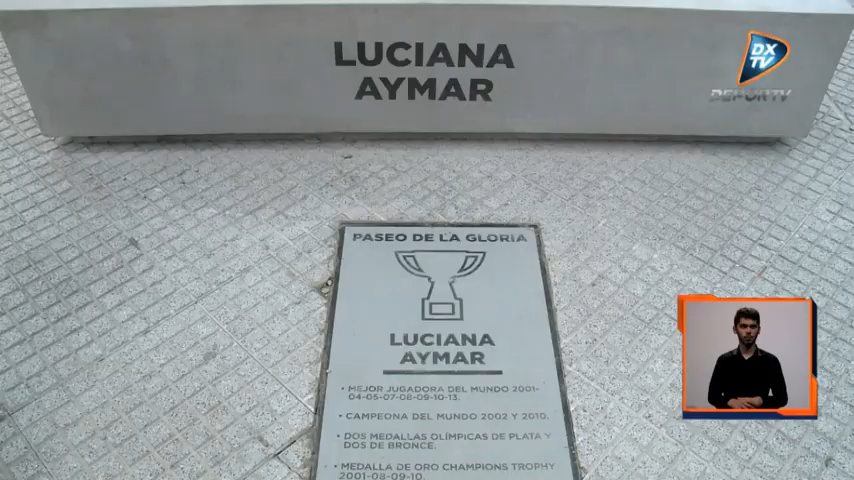 LUCIANA
AYMAR
DX
TV
DEPORTV
PASEO DE LA GLORIA
LUCIANA
AYMAR
• MEJOR JUGADORA DEL MUNDO 2001-
04-05-07-08-09-10-13.
• CAMPEONA DEL MUNDO 2002 Y 2010.
• DOS MEDALLAS OLÍMPICAS DE PLATA Y
DOS DE BRONCE.
• MEDALLA DE ORO CHAMPIONS TROPHY
2001-08-09-10.